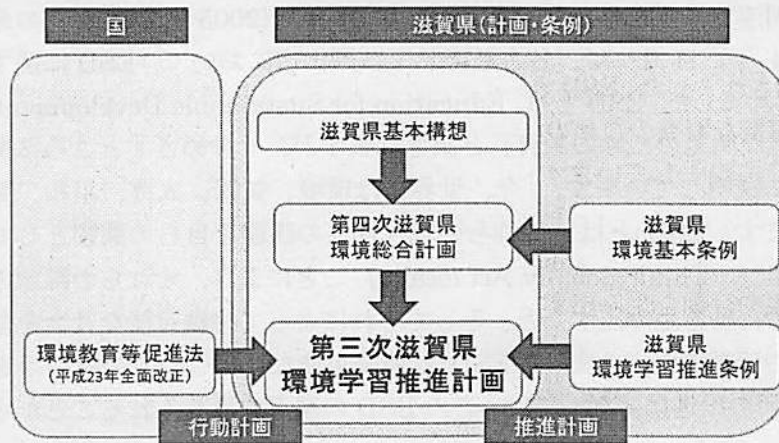 国
滋賀県(計画・条例)
滋賀県基本構想
第四次滋賀県
環境総合計画
滋賀県
環境基本条例
環境教育等促進法
(平成23年全面改正)
第三次滋賀県
環境学習推進計画
滋賀県
環境学習推進条例
行動計画
推進計画